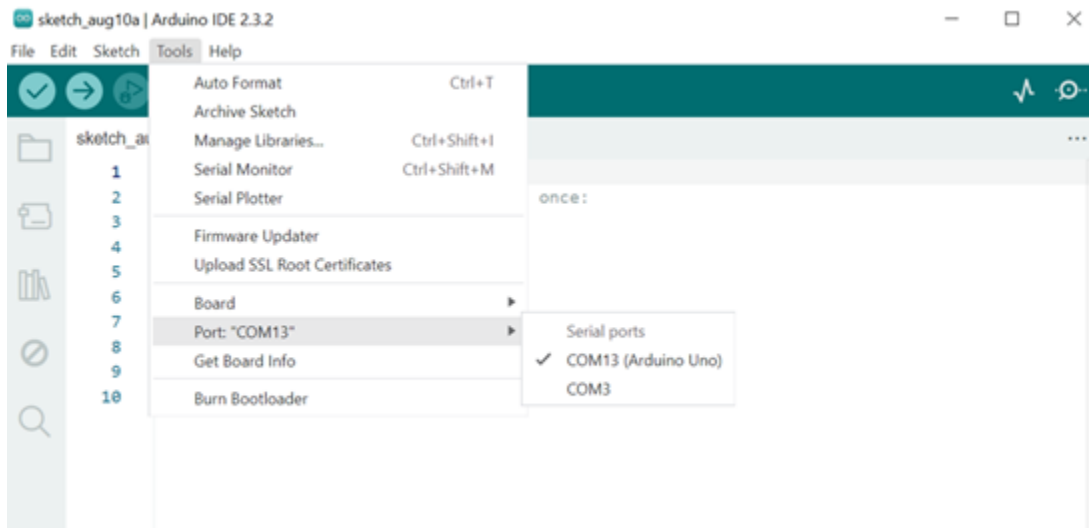 sketch_aug10a | Arduino IDE 2.3.2
File Edit Sketch Tools Help
Auto Format Ctrl+T
Archive Sketch
sketch_au
Manage Libraries... Ctrl+Shift+I
1
Serial Monitor Ctrl+Shift+M
2
Serial Plotter
once:
3
Firmware Updater
4
Upload SSL Root Certificates
5
6
Board
7
Port: "COM13"
Serial ports
8
Get Board Info
COM13 (Arduino Uno)
9
COM3
10
Burn Bootloader